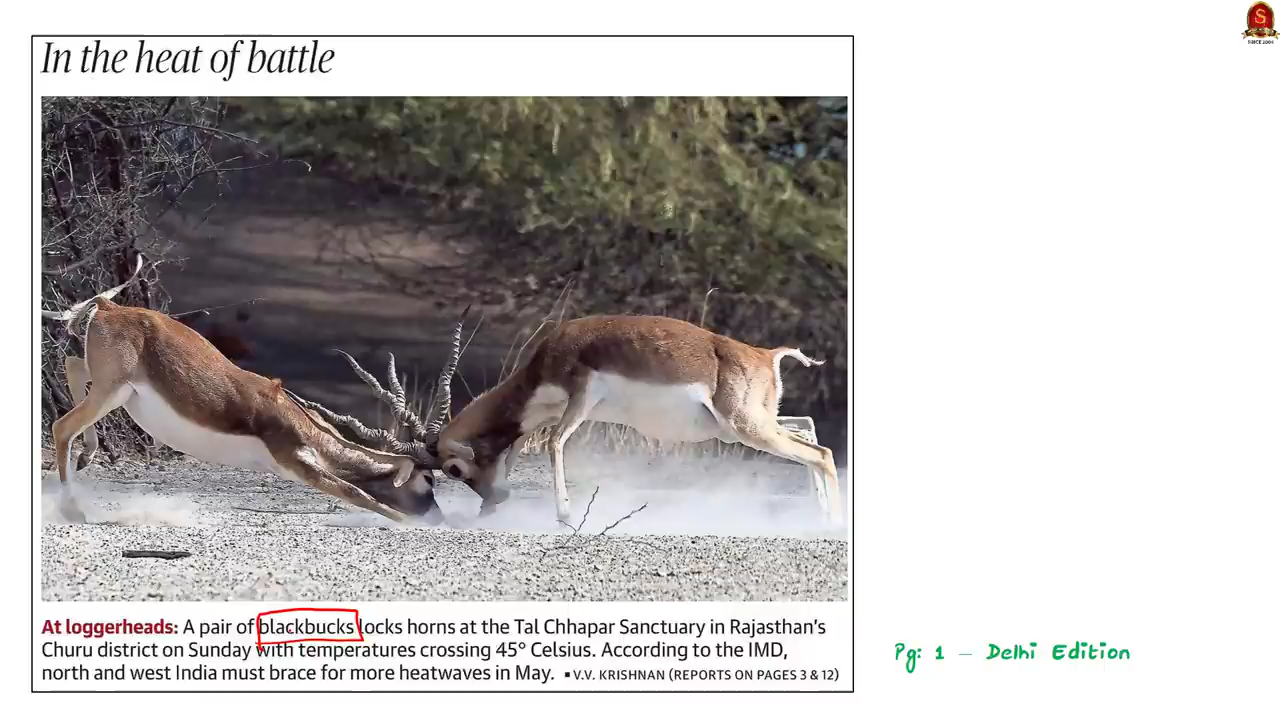 In the heat of battle
At loggerheads: A pair of blackbucks locks horns at the Tal Chhapar Sanctuary in Rajasthan's
Churu district on Sunday with temperatures crossing 45° Celsius. According to the IMD,
north and west India must brace for more heatwaves in May. ▪ V.V. KRISHNAN (REPORTS ON PAGES 3 & 12)
Pg: 1 – Delhi Edition
S
SINCE 2004